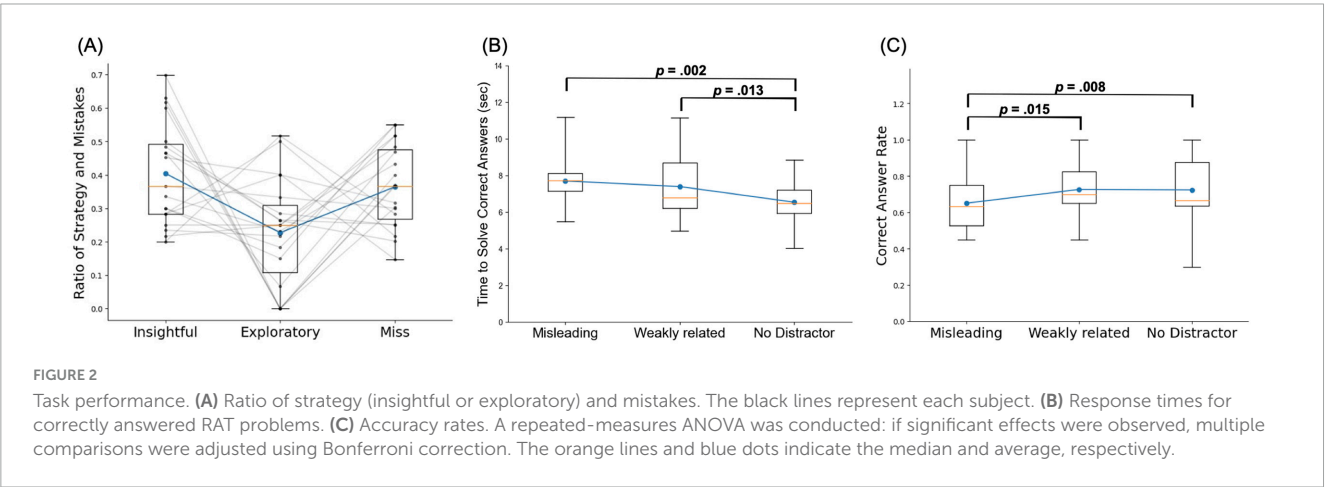 (A)
Ratio of Strategy and Mistakes
0.7
0.6
0.5
0.4
0.3
0.2
0.1
0.0
Insightful Exploratory Miss
(B)
Time to Solve Correct Answers (sec)
14
12
10
8
6
4
2
0
p = .002
p = .013
Misleading Weakly related No Distractor
(C)
Correct Answer Rate
1.2
1.0
0.8
0.6
0.4
0.2
0.0
p = .008
p = .015
Misleading Weakly related No Distractor
FIGURE 2
Task performance. (A) Ratio of strategy (insightful or exploratory) and mistakes. The black lines represent each subject. (B) Response times for
correctly answered RAT problems. (C) Accuracy rates. A repeated-measures ANOVA was conducted: if significant effects were observed, multiple
comparisons were adjusted using Bonferroni correction. The orange lines and blue dots indicate the median and average, respectively.